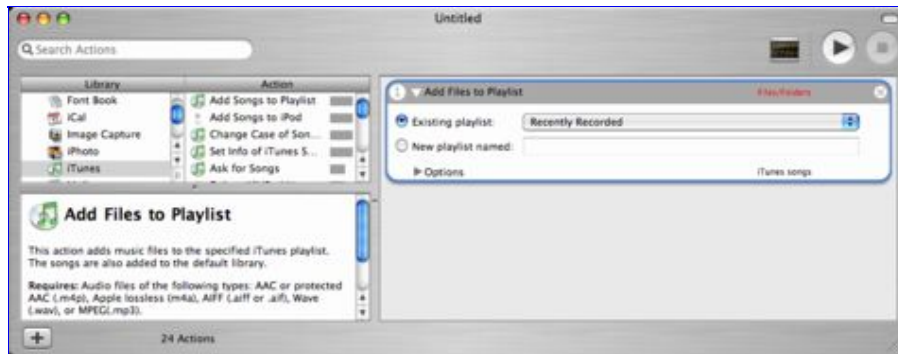 Untitled
Search Actions
Library
Action
Font Book
iCal
Image Capture
iPhoto
iTunes
Add Songs to Playlist
Add Songs to iPod
Change Case of Son...
Set Info of iTunes S...
Ask for Songs
Add Files to Playlist
This action adds music files to the specified iTunes playlist.
The songs are also added to the default library.
Requires: Audio files of the following types: AAC or protected
AAC (.m4p), Apple lossless (m4a), AIFF (.aiff or .aif), Wave
(.wav), or MPEG(.mp3).
24 Actions
1 Add Files to Playlist
Files/Folders
Existing playlist:
Recently Recorded
New playlist named:
Options
iTunes songs